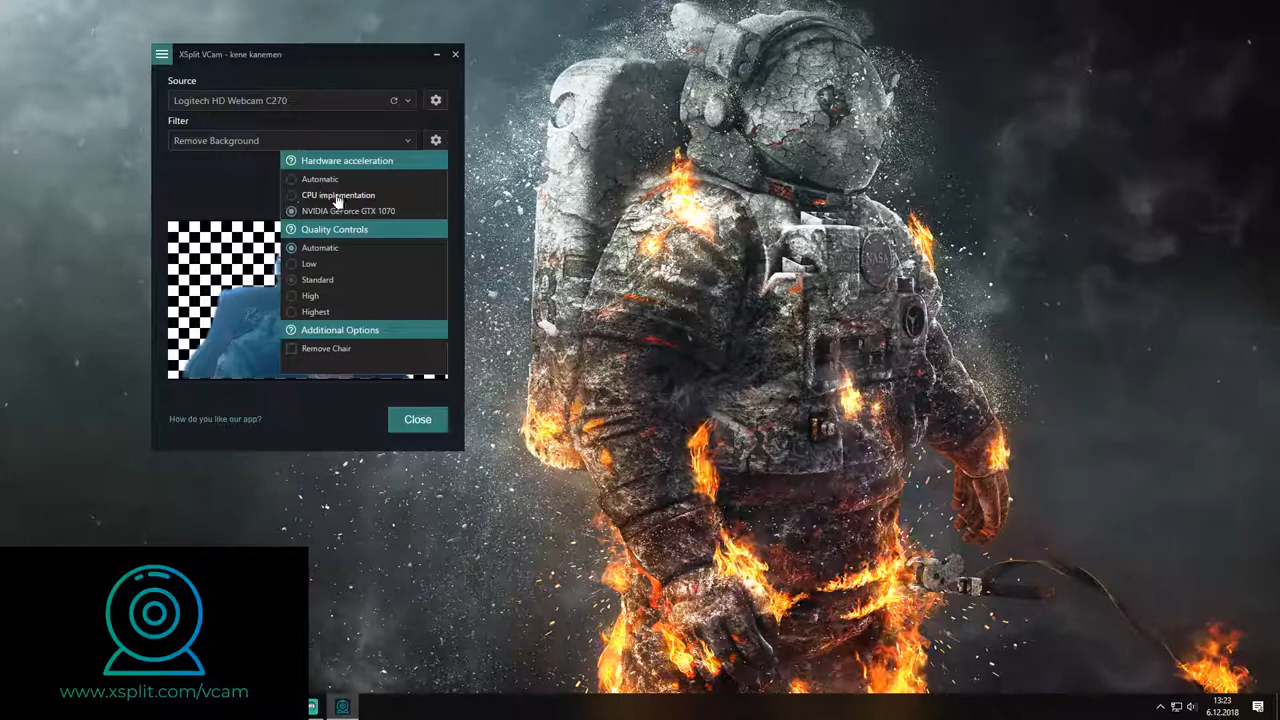 XSplit VCam - kene kanemen
Source
Logitech HD Webcam C270
Filter
Remove Background
Hardware acceleration
Automatic
CPU implementation
NVIDIA GeForce GTX 1070
Quality Controls
Automatic
Low
Standard
High
Highest
Additional Options
Remove Chair
How do you like our app?
Close
NASA
www.xsplit.com/vcam
13:23
6.12.2018